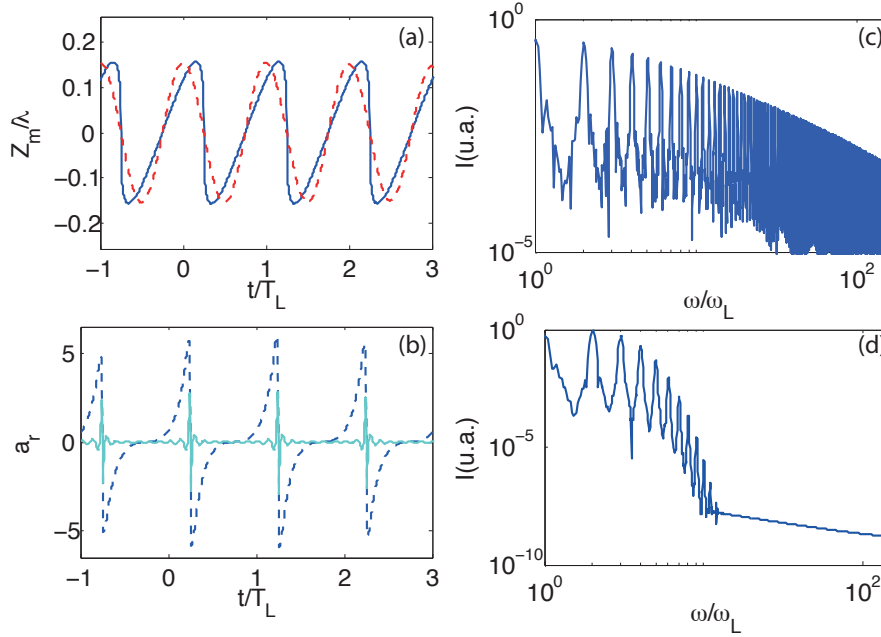 (a)
0.2
0.1
0
-0.1
-0.2
Z_m/λ
-1 0 1 2 3
t/T_L
(c)
10^0
10^-5
I(u.a.)
10^0 10^2
ω/ω_L
(b)
5
0
-5
a_r
-1 0 1 2 3
t/T_L
(d)
10^0
10^-5
10^-10
I(u.a.)
10^0 10^2
ω/ω_L